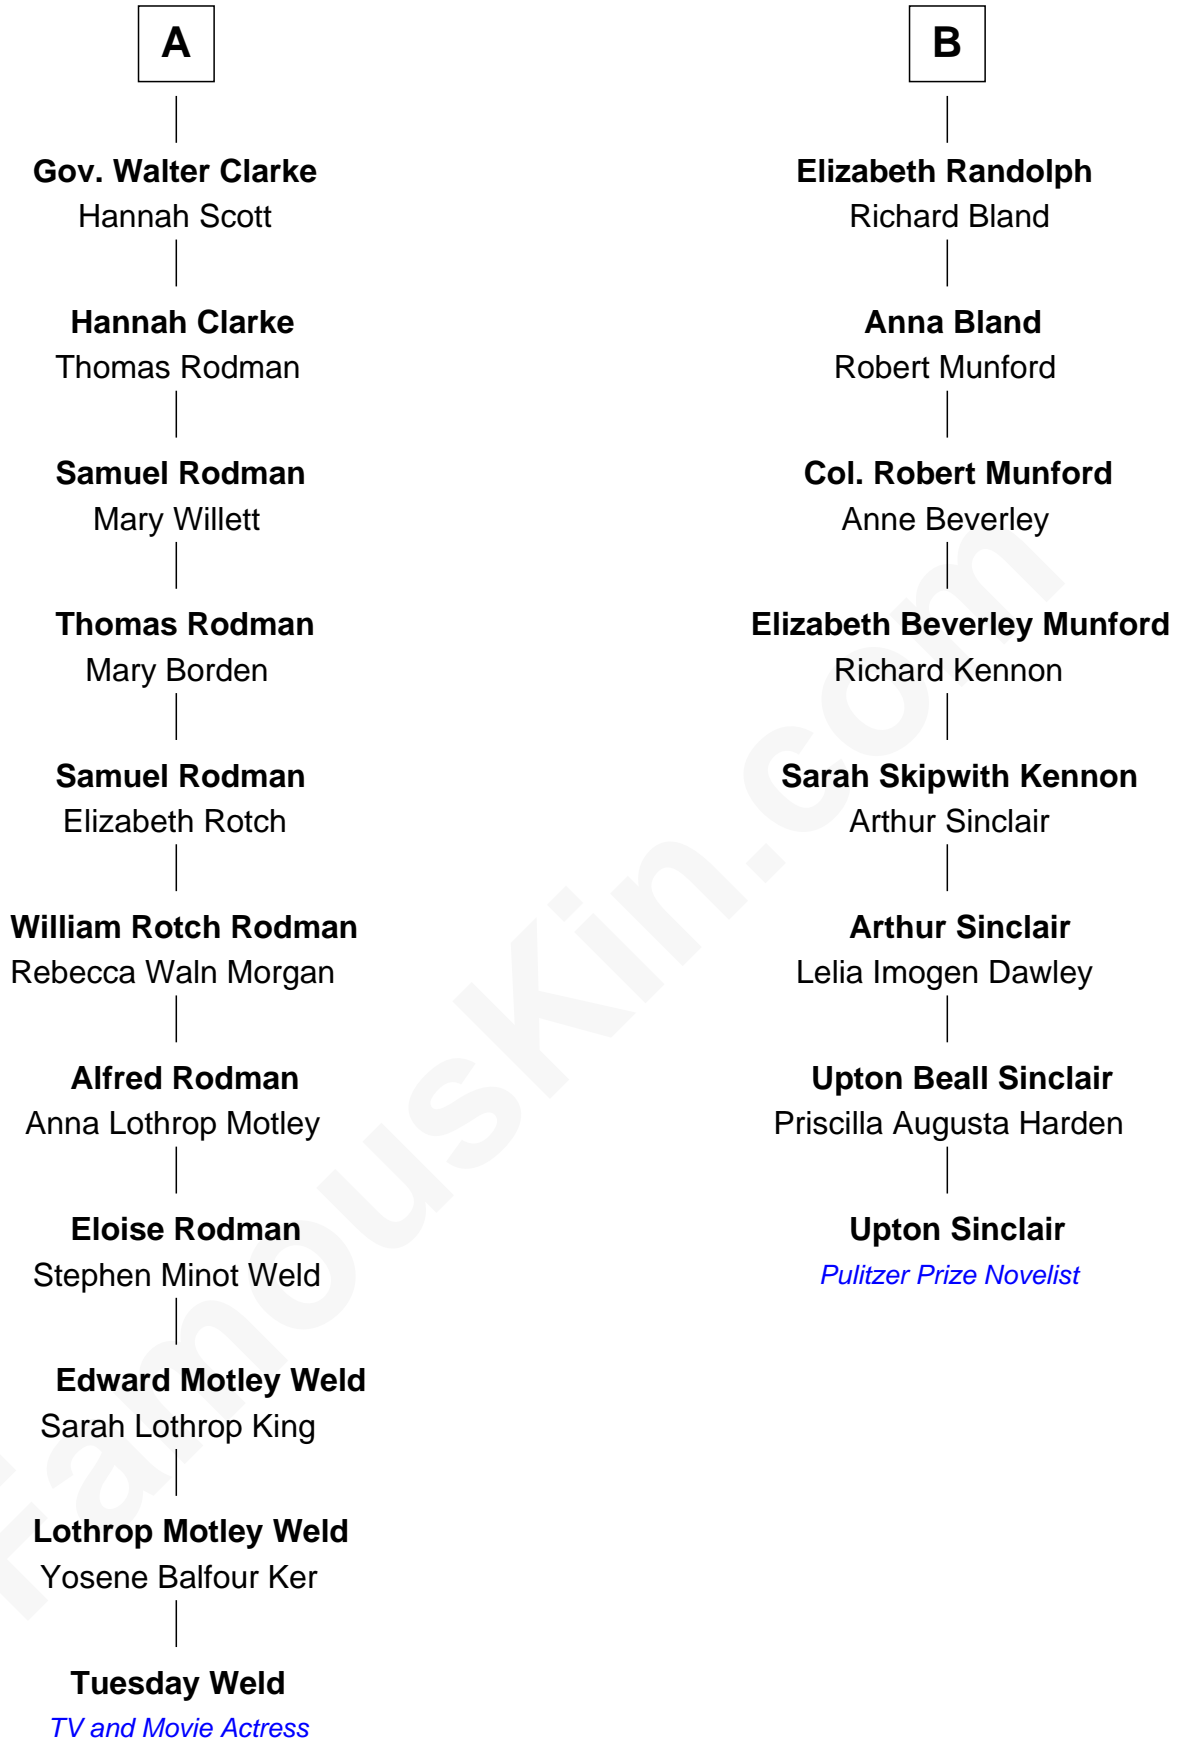 A
Gov. Walter Clarke
Hannah Scott
Hannah Clarke
Thomas Rodman
Samuel Rodman
Mary Willett
Thomas Rodman
Mary Borden
Samuel Rodman
Elizabeth Rotch
William Rotch Rodman
Rebecca Waln Morgan
Alfred Rodman
Anna Lothrop Motley
Eloise Rodman
Stephen Minot Weld
Edward Motley Weld
Sarah Lothrop King
Lothrop Motley Weld
Yosene Balfour Ker
Tuesday Weld
TV and Movie Actress
B
Elizabeth Randolph
Richard Bland
Anna Bland
Robert Munford
Col. Robert Munford
Anne Beverley
Elizabeth Beverley Munford
Richard Kennon
Sarah Skipwith Kennon
Arthur Sinclair
Arthur Sinclair
Lelia Imogen Dawley
Upton Beall Sinclair
Priscilla Augusta Harden
Upton Sinclair
Pulitzer Prize Novelist
FamousKin.com